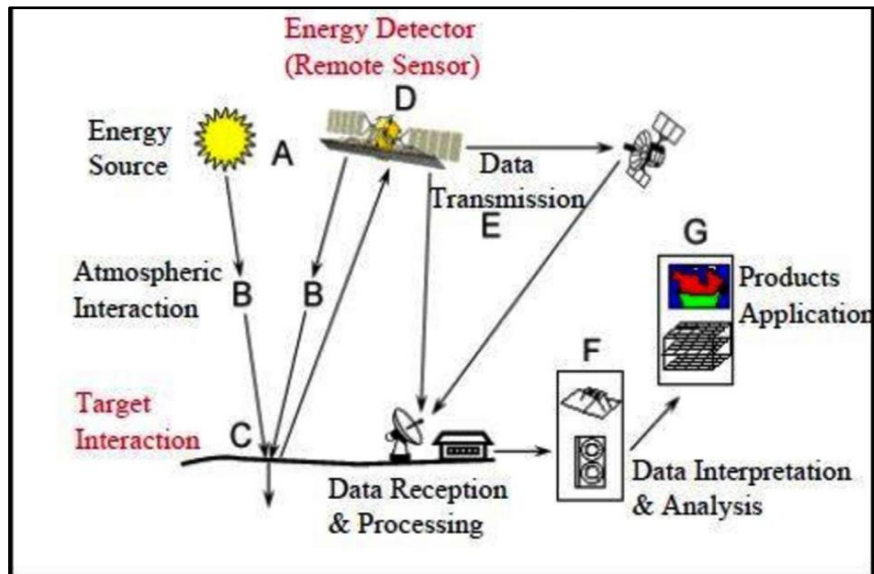 Energy Detector
(Remote Sensor)
D
Energy
Source
A
Data
Transmission
E
G
Atmospheric
Interaction
B
B
Products
Application
F
Target
Interaction
C
Data Reception
& Processing
Data Interpretation
& Analysis